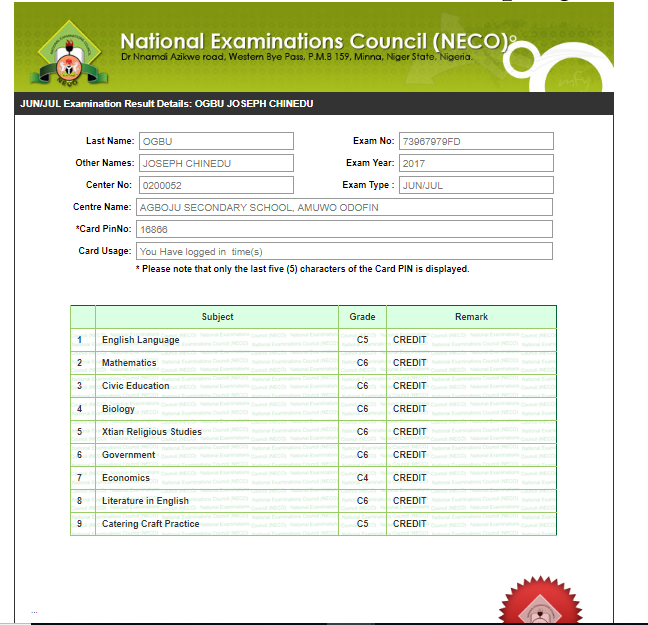 National Examinations Council (NECO)
Dr Nnamdi Azikwe road, Western Bye Pass, P.M.B 159, Minna, Niger State, Nigeria.
NECO
JUN/JUL Examination Result Details: OGBU JOSEPH CHINEDU
Last Name: OGBU Exam No: 73967979FD
Other Names: JOSEPH CHINEDU Exam Year: 2017
Center No: 0200052 Exam Type : JUN/JUL
Centre Name: AGBOJU SECONDARY SCHOOL, AMUWO ODOFIN
*Card PinNo: 16866
Card Usage: You Have logged in time(s)
* Please note that only the last five (5) characters of the Card PIN is displayed.
Subject Grade Remark
1 English Language C5 CREDIT
2 Mathematics C6 CREDIT
3 Civic Education C6 CREDIT
4 Biology C6 CREDIT
5 Xtian Religious Studies C6 CREDIT
6 Government C6 CREDIT
7 Economics C4 CREDIT
8 Literature in English C6 CREDIT
9 Catering Craft Practice C5 CREDIT
...